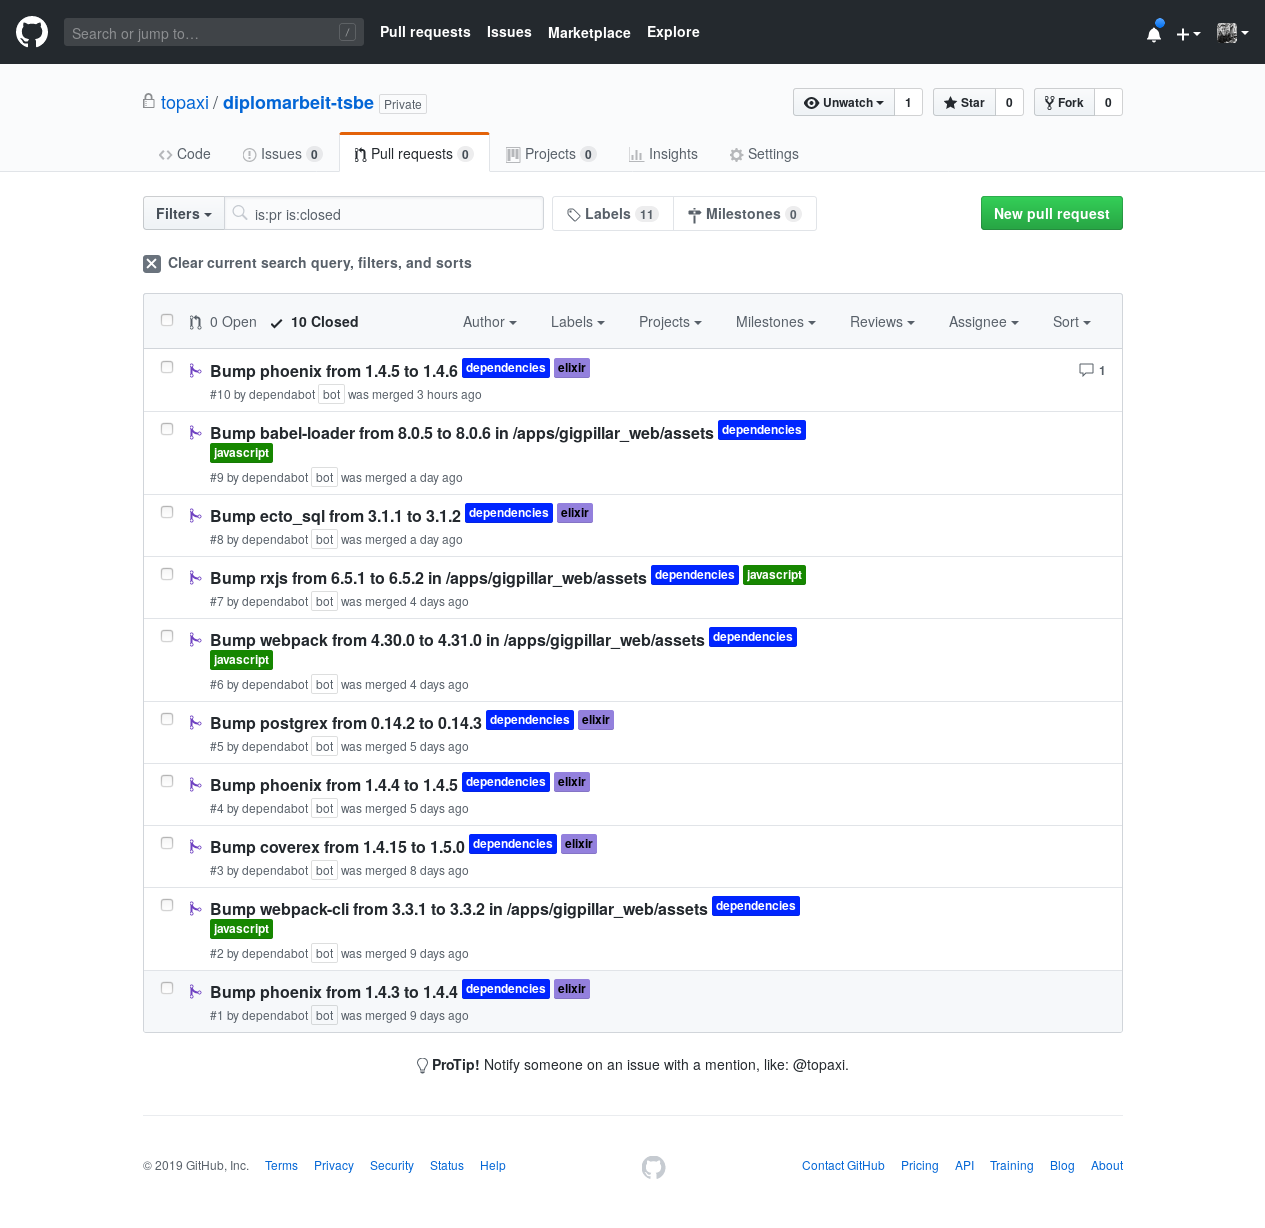 Search or jump to… / Pull requests Issues Marketplace Explore
topaxi / diplomarbeit-tsbe Private Unwatch 1 Star 0 Fork 0
Code Issues 0 Pull requests 0 Projects 0 Insights Settings
Filters is:pr is:closed Labels 11 Milestones 0 New pull request
Clear current search query, filters, and sorts
0 Open 10 Closed Author Labels Projects Milestones Reviews Assignee Sort
Bump phoenix from 1.4.5 to 1.4.6 dependencies elixir 1
#10 by dependabot bot was merged 3 hours ago
Bump babel-loader from 8.0.5 to 8.0.6 in /apps/gigpillar_web/assets dependencies
javascript
#9 by dependabot bot was merged a day ago
Bump ecto_sql from 3.1.1 to 3.1.2 dependencies elixir
#8 by dependabot bot was merged a day ago
Bump rxjs from 6.5.1 to 6.5.2 in /apps/gigpillar_web/assets dependencies javascript
#7 by dependabot bot was merged 4 days ago
Bump webpack from 4.30.0 to 4.31.0 in /apps/gigpillar_web/assets dependencies
javascript
#6 by dependabot bot was merged 4 days ago
Bump postgrex from 0.14.2 to 0.14.3 dependencies elixir
#5 by dependabot bot was merged 5 days ago
Bump phoenix from 1.4.4 to 1.4.5 dependencies elixir
#4 by dependabot bot was merged 5 days ago
Bump coverex from 1.4.15 to 1.5.0 dependencies elixir
#3 by dependabot bot was merged 8 days ago
Bump webpack-cli from 3.3.1 to 3.3.2 in /apps/gigpillar_web/assets dependencies
javascript
#2 by dependabot bot was merged 9 days ago
Bump phoenix from 1.4.3 to 1.4.4 dependencies elixir
#1 by dependabot bot was merged 9 days ago
ProTip! Notify someone on an issue with a mention, like: @topaxi.
© 2019 GitHub, Inc. Terms Privacy Security Status Help Contact GitHub Pricing API Training Blog About